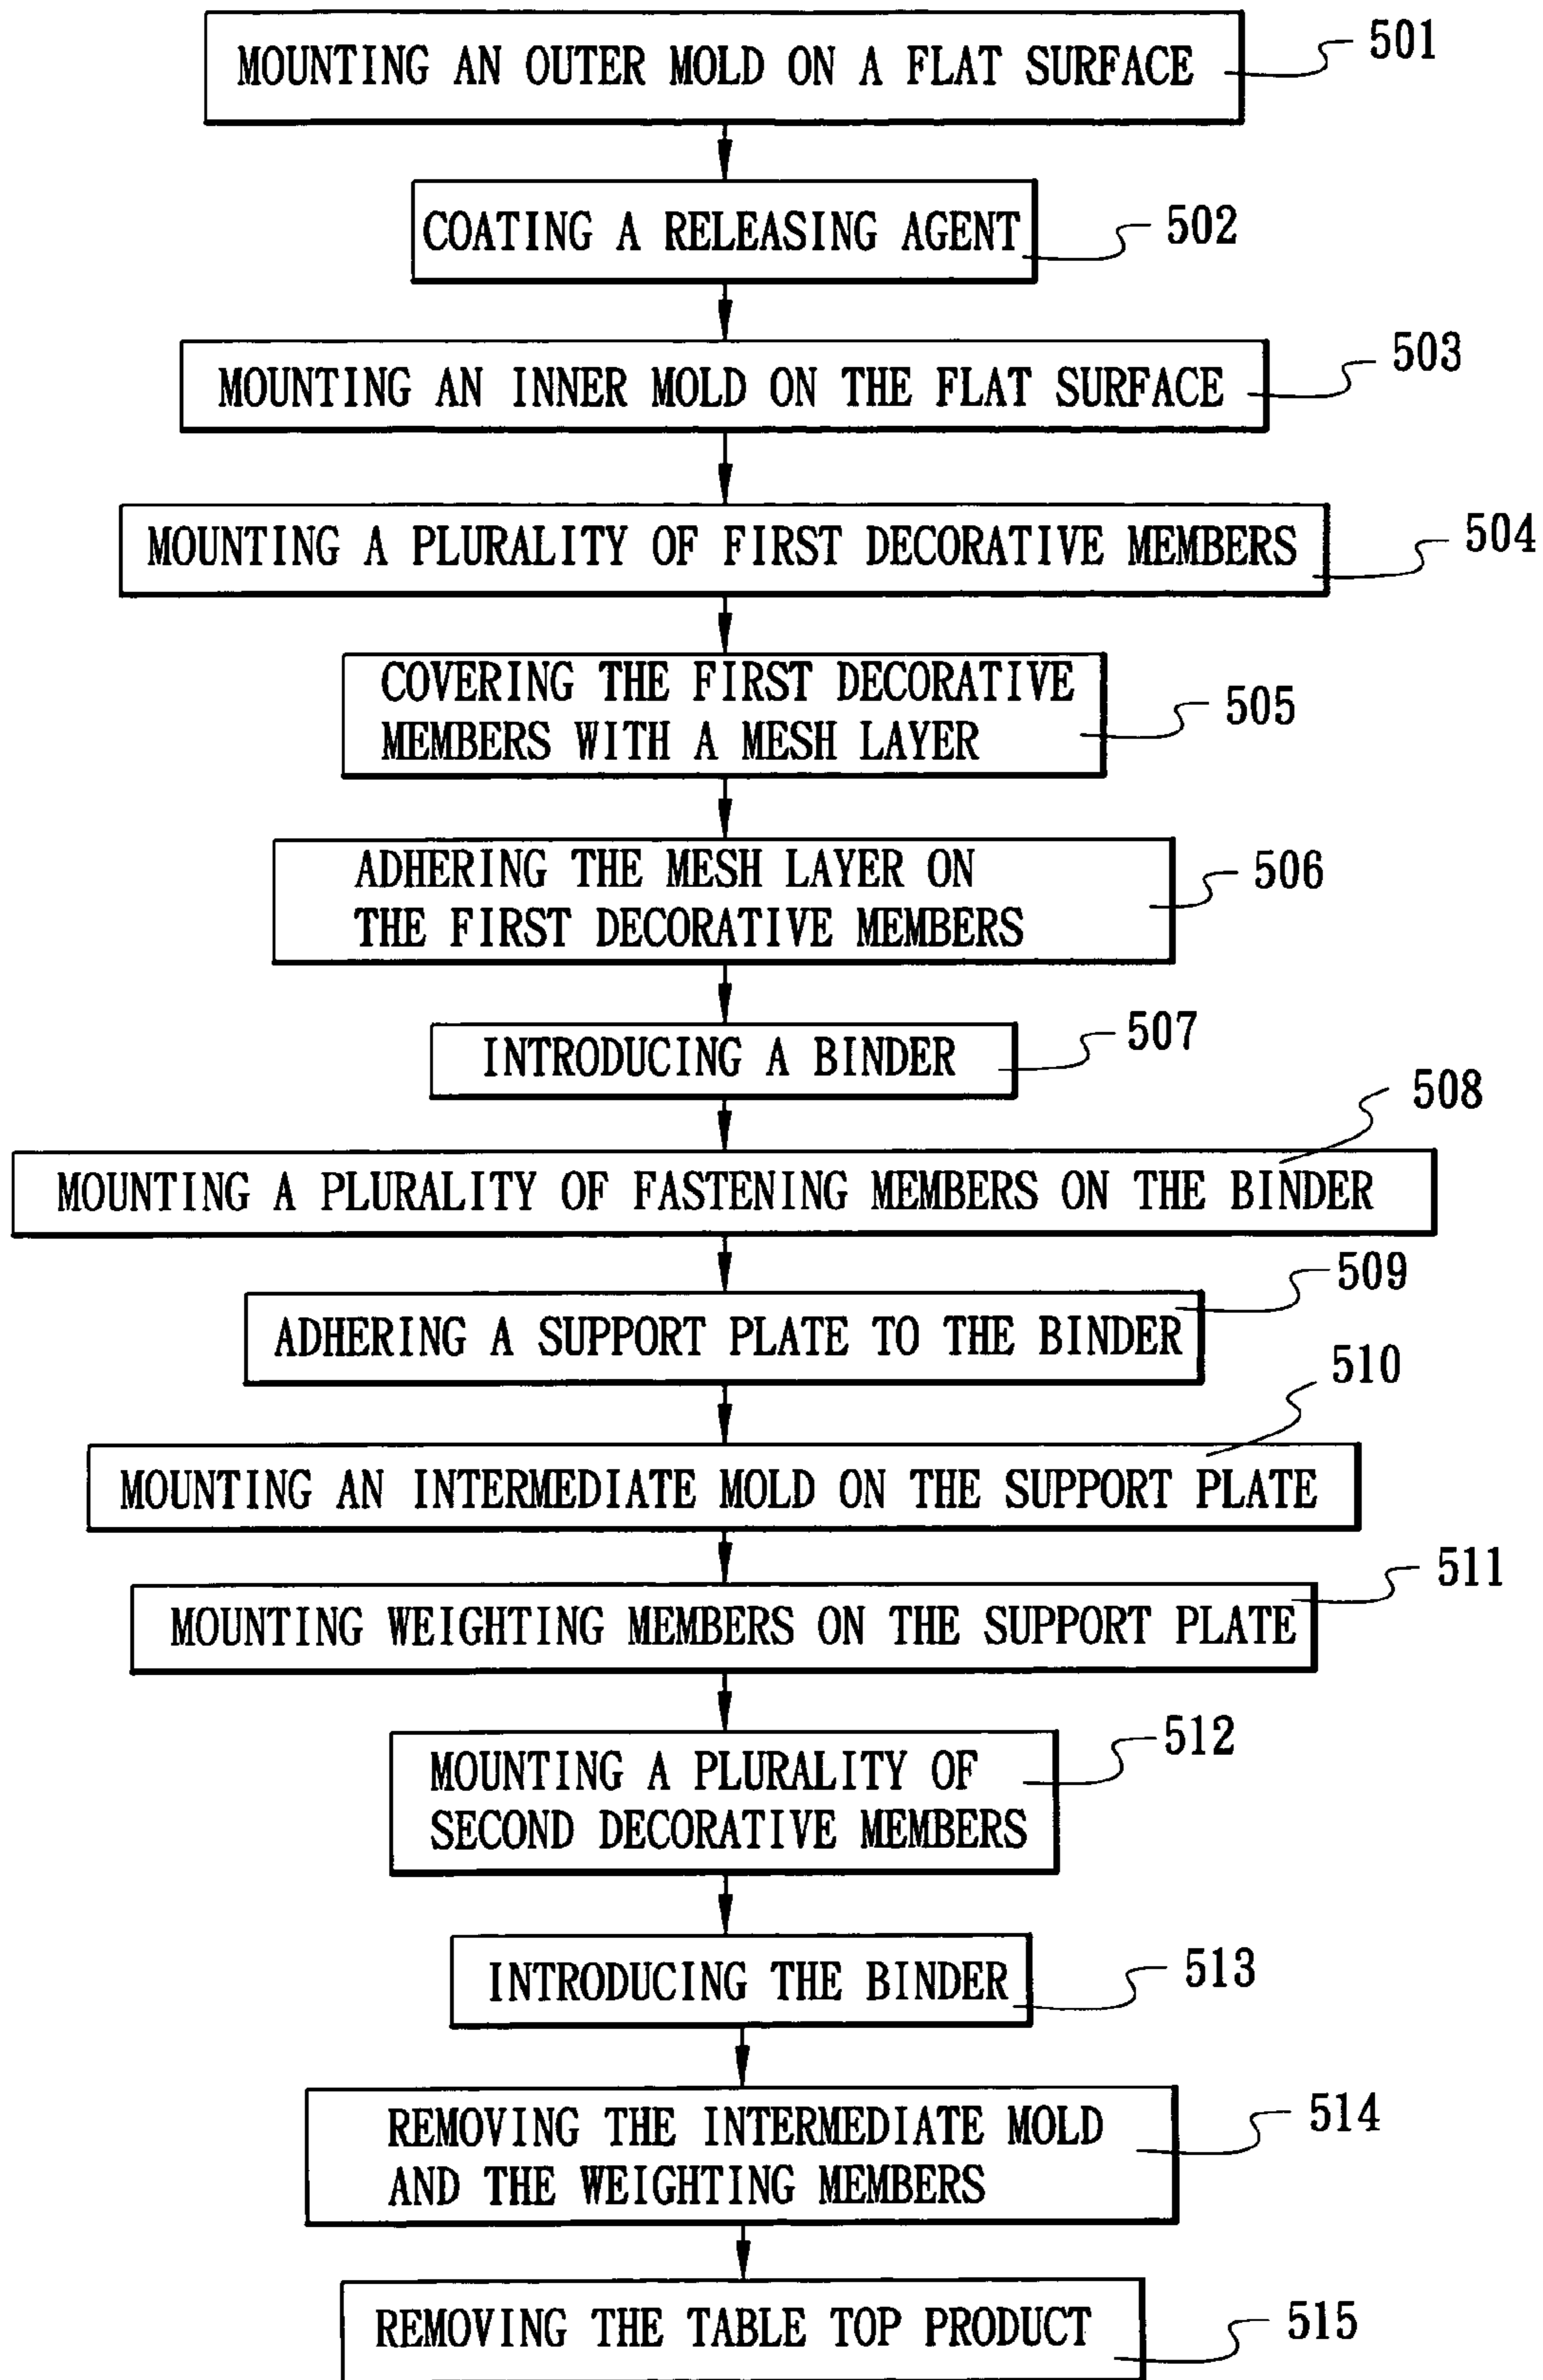 MOUNTING AN OUTER MOLD ON A FLAT SURFACE
501
COATING A RELEASING AGENT
502
MOUNTING AN INNER MOLD ON THE FLAT SURFACE
503
MOUNTING A PLURALITY OF FIRST DECORATIVE MEMBERS
504
COVERING THE FIRST DECORATIVE
MEMBERS WITH A MESH LAYER
505
ADHERING THE MESH LAYER ON
THE FIRST DECORATIVE MEMBERS
506
INTRODUCING A BINDER
507
MOUNTING A PLURALITY OF FASTENING MEMBERS ON THE BINDER
508
ADHERING A SUPPORT PLATE TO THE BINDER
509
MOUNTING AN INTERMEDIATE MOLD ON THE SUPPORT PLATE
510
MOUNTING WEIGHTING MEMBERS ON THE SUPPORT PLATE
511
MOUNTING A PLURALITY OF
SECOND DECORATIVE MEMBERS
512
INTRODUCING THE BINDER
513
REMOVING THE INTERMEDIATE MOLD
AND THE WEIGHTING MEMBERS
514
REMOVING THE TABLE TOP PRODUCT
515